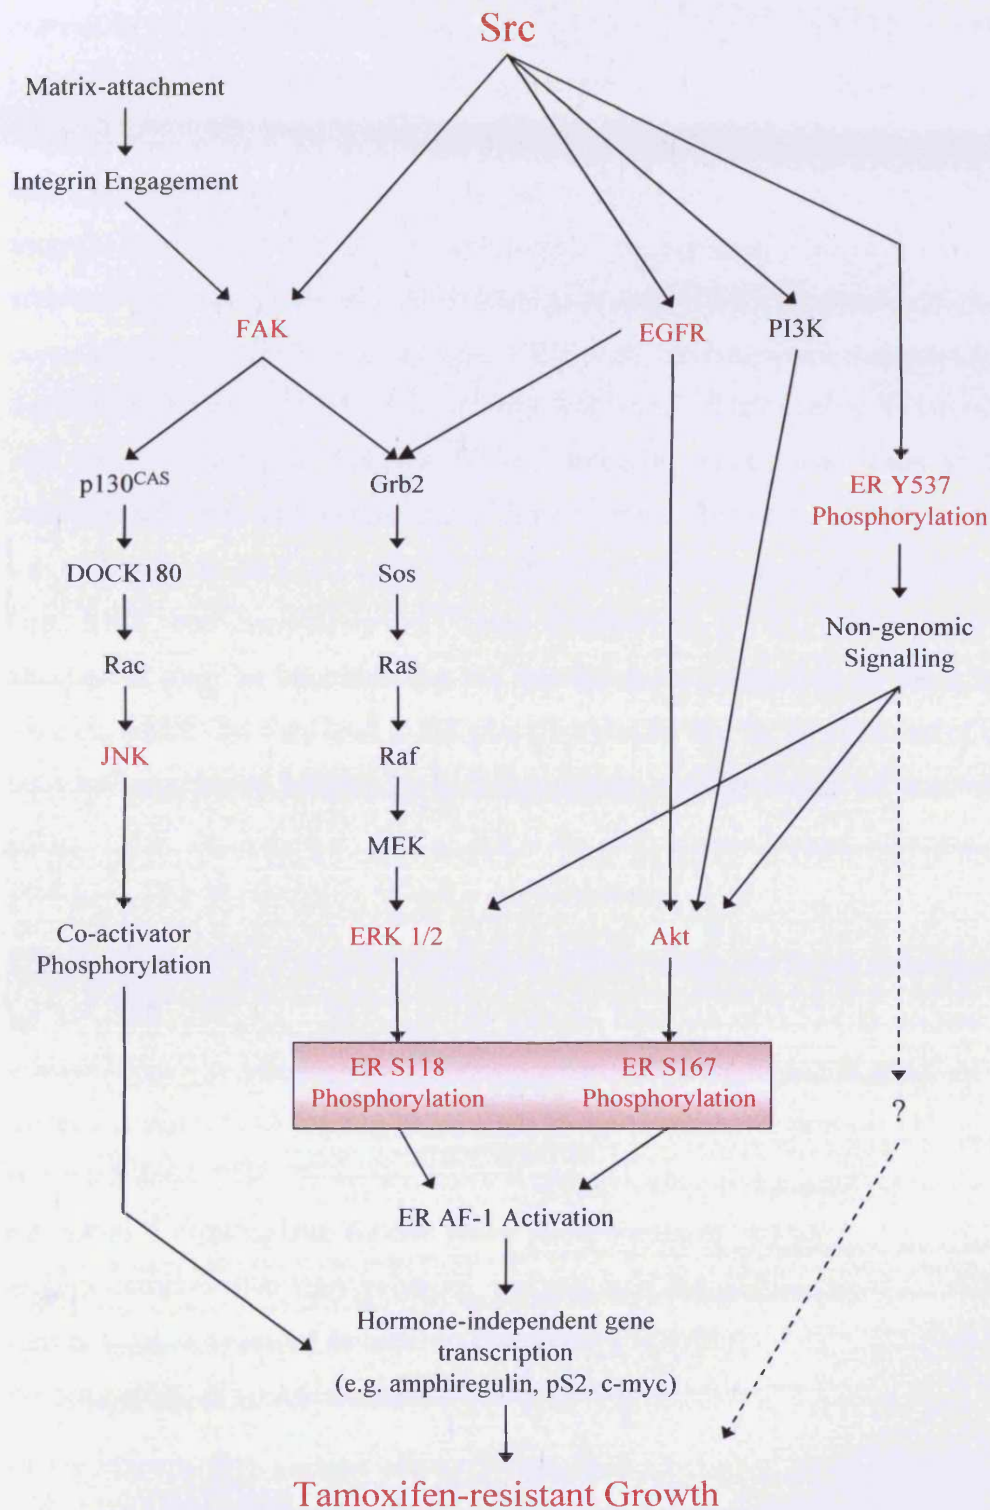 Src
Matrix-attachment
Integrin Engagement
FAK
EGFR
PI3K
p130CAS
Grb2
ER Y537
Phosphorylation
DOCK180
Sos
Non-genomic
Signalling
Rac
Ras
JNK
Raf
MEK
Co-activator
Phosphorylation
ERK 1/2
Akt
ER S118
Phosphorylation
ER S167
Phosphorylation
?
ER AF-1 Activation
Hormone-independent gene
transcription
(e.g. amphiregulin, pS2, c-myc)
Tamoxifen-resistant Growth